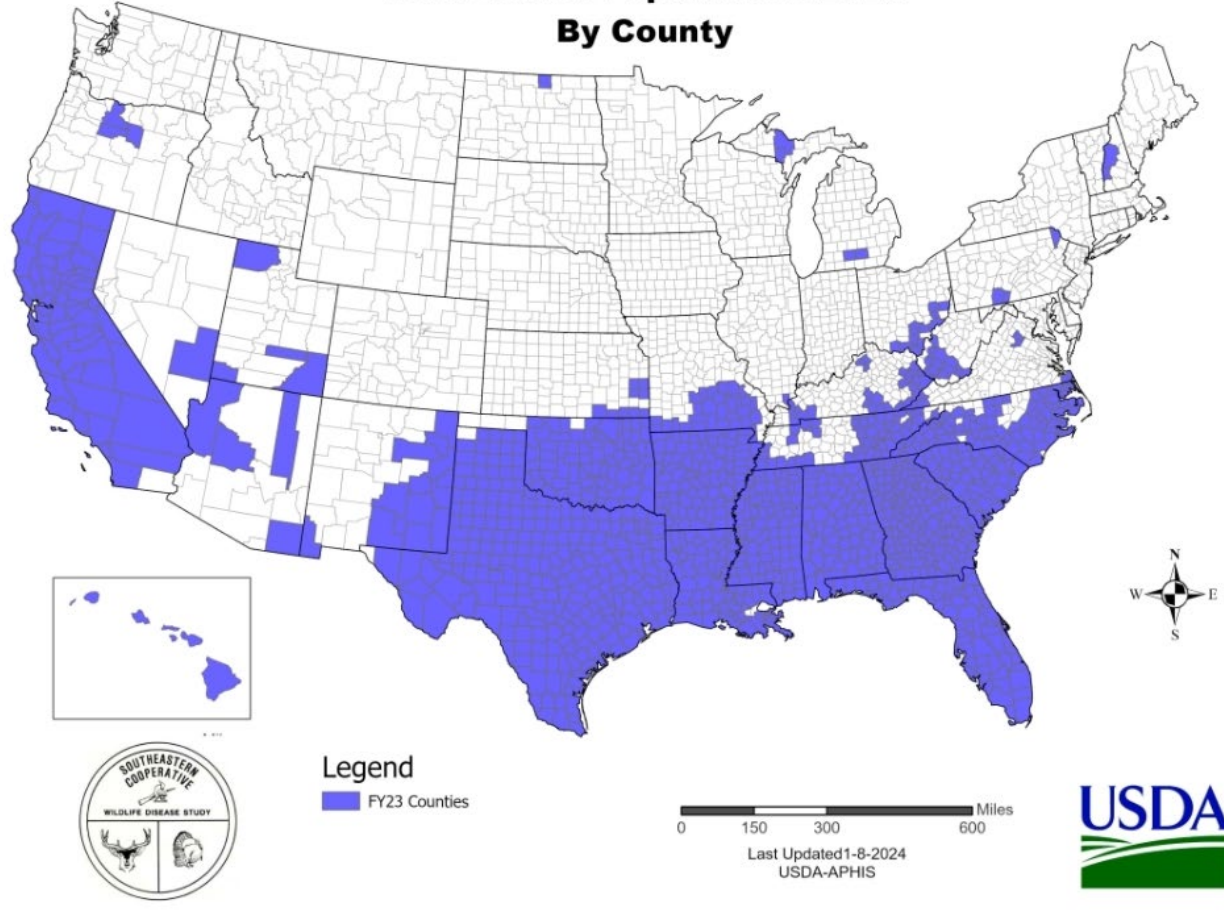 By County
N
W E
S
SOUTHEASTERN
COOPERATIVE
WILDLIFE DISEASE STUDY
Legend
FY23 Counties
Miles
0 150 300 600
Last Updated1-8-2024
USDA-APHIS
USDA